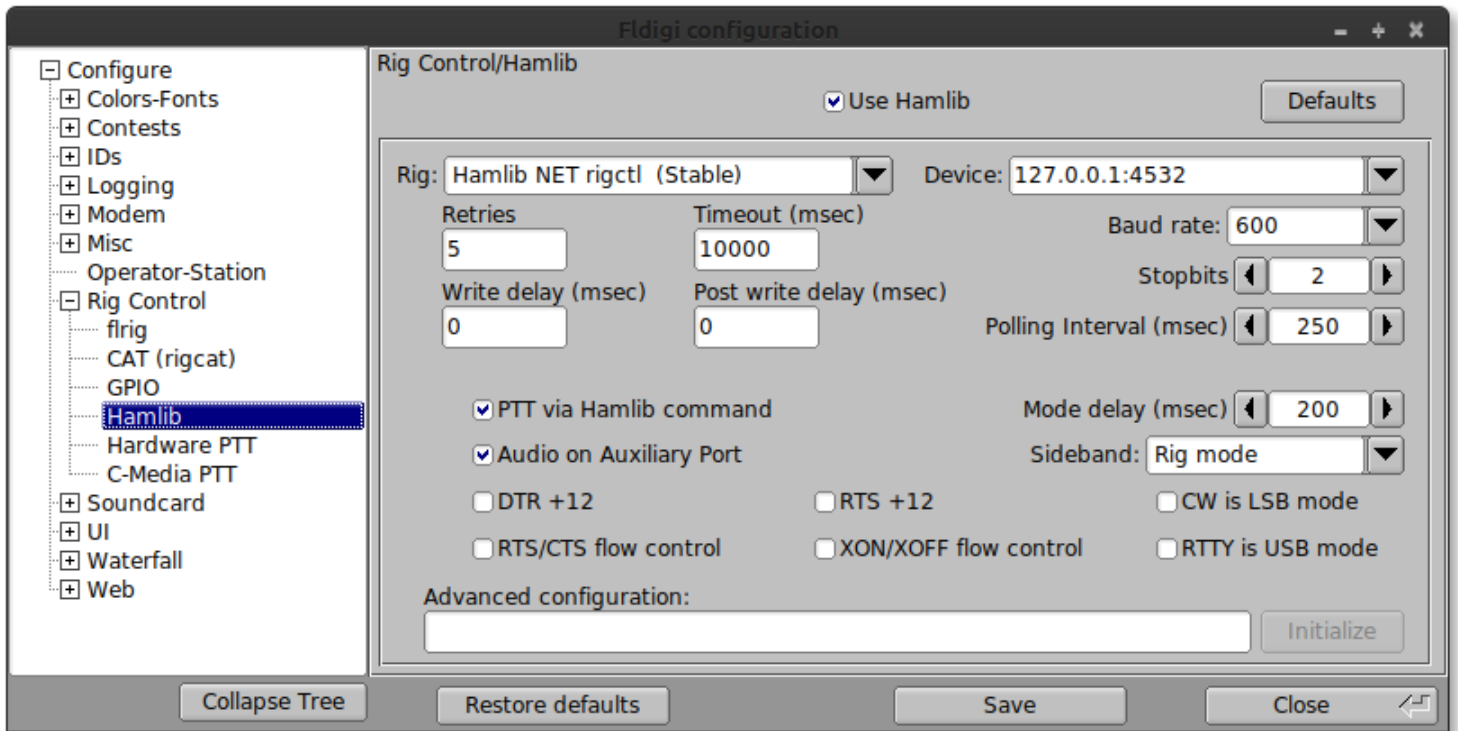 Fldigi configuration
Configure
Colors-Fonts
Contests
IDs
Logging
Modem
Misc
Operator-Station
Rig Control
flrig
CAT (rigcat)
GPIO
Hamlib
Hardware PTT
C-Media PTT
Soundcard
UI
Waterfall
Web
Collapse Tree
Rig Control/Hamlib
Use Hamlib Defaults
Rig: Hamlib NET rigctl (Stable) Device: 127.0.0.1:4532
Retries Timeout (msec) Baud rate: 600
5 10000
Stopbits 2
Write delay (msec) Post write delay (msec)
0 0 Polling Interval (msec) 250
PTT via Hamlib command Mode delay (msec) 200
Audio on Auxiliary Port Sideband: Rig mode
DTR +12 RTS +12 CW is LSB mode
RTS/CTS flow control XON/XOFF flow control RTTY is USB mode
Advanced configuration:
Initialize
Restore defaults Save Close